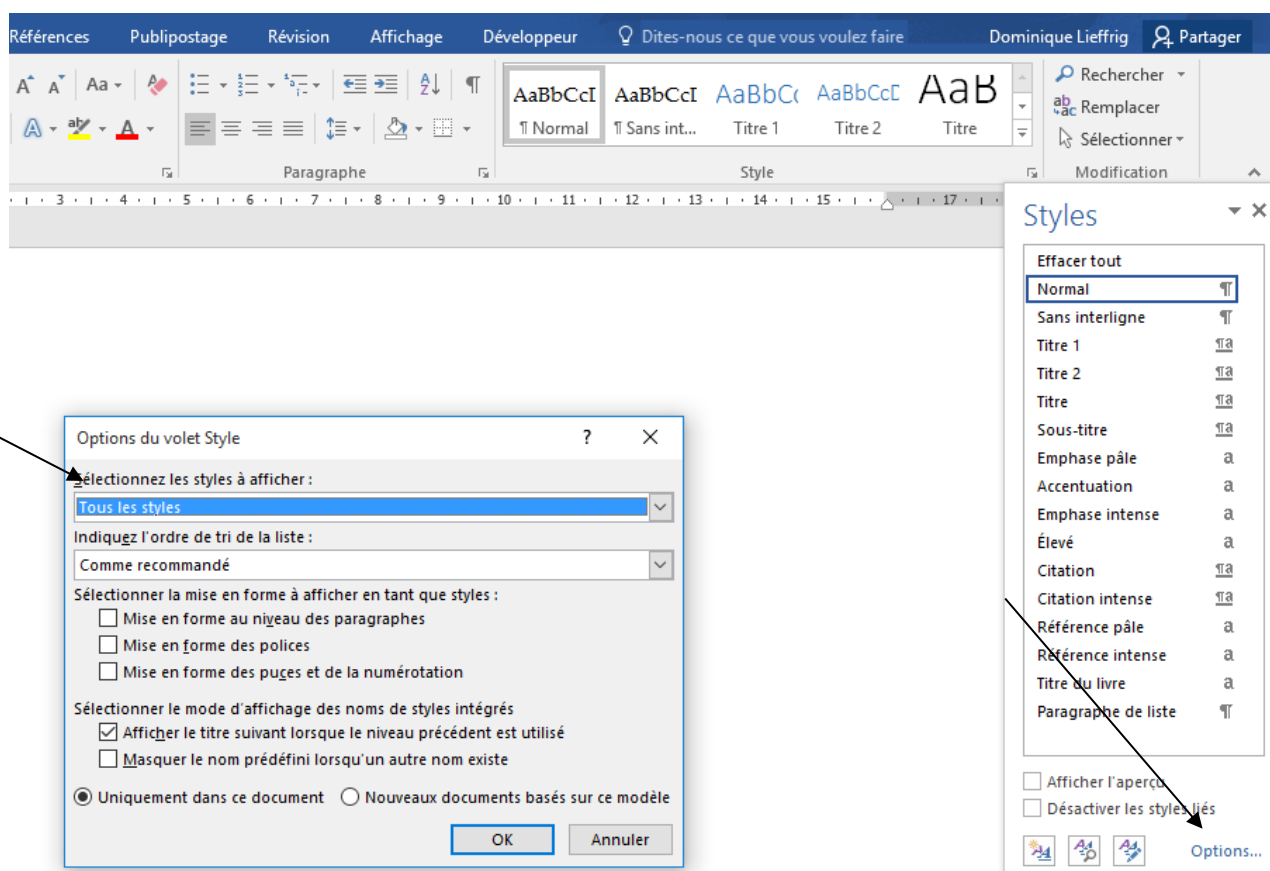 Références Publipostage Révision Affichage Développeur Dites-nous ce que vous voulez faire Dominique Lieffrig Partager
Aa Rechercher
AaBbCcI AaBbCcI AaBbC AaBbCcD AaB
Remplacer
¶ Normal ¶ Sans int... Titre 1 Titre 2 Titre
Sélectionner
Paragraphe Style Modification
3 4 5 6 7 8 9 10 11 12 13 14 15 17
Styles
Effacer tout
Normal
Sans interligne
Titre 1
Titre 2
Titre
Sous-titre
Emphase pâle
Accentuation
Emphase intense
Élevé
Citation
Citation intense
Référence pâle
Référence intense
Titre du livre
Paragraphe de liste
Afficher l'aperçu
Désactiver les styles liés
Options...
Options du volet Style ?
Sélectionnez les styles à afficher :
Tous les styles
Indiquez l'ordre de tri de la liste :
Comme recommandé
Sélectionner la mise en forme à afficher en tant que styles :
Mise en forme au niveau des paragraphes
Mise en forme des polices
Mise en forme des puces et de la numérotation
Sélectionner le mode d'affichage des noms de styles intégrés
Afficher le titre suivant lorsque le niveau précédent est utilisé
Masquer le nom prédéfini lorsqu'un autre nom existe
Uniquement dans ce document Nouveaux documents basés sur ce modèle
OK Annuler